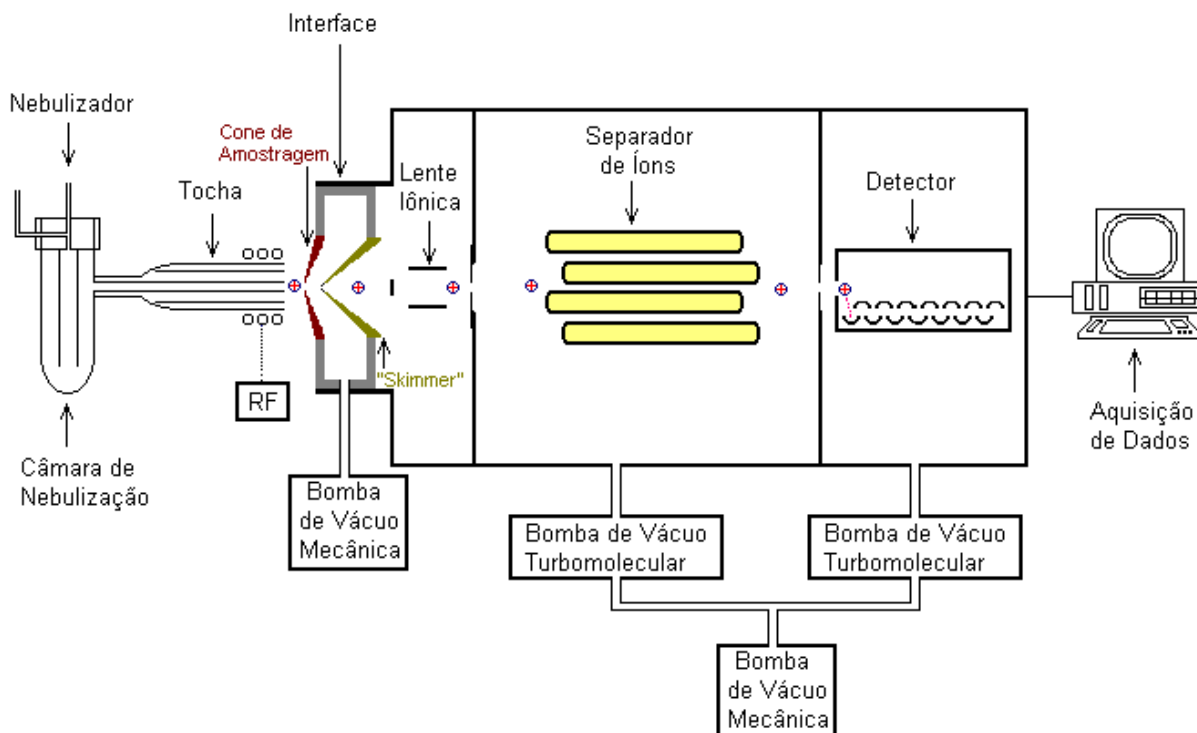 Interface
Nebulizador
Cone de
Amostragem
Tocha
Lente
Iônica
Separador
de Íons
Detector
RF
"Skimmer"
Câmara de
Nebulização
Bomba
de Vácuo
Mecânica
Bomba de Vácuo
Turbomolecular
Bomba de Vácuo
Turbomolecular
Aquisição
de Dados
Bomba
de Vácuo
Mecânica